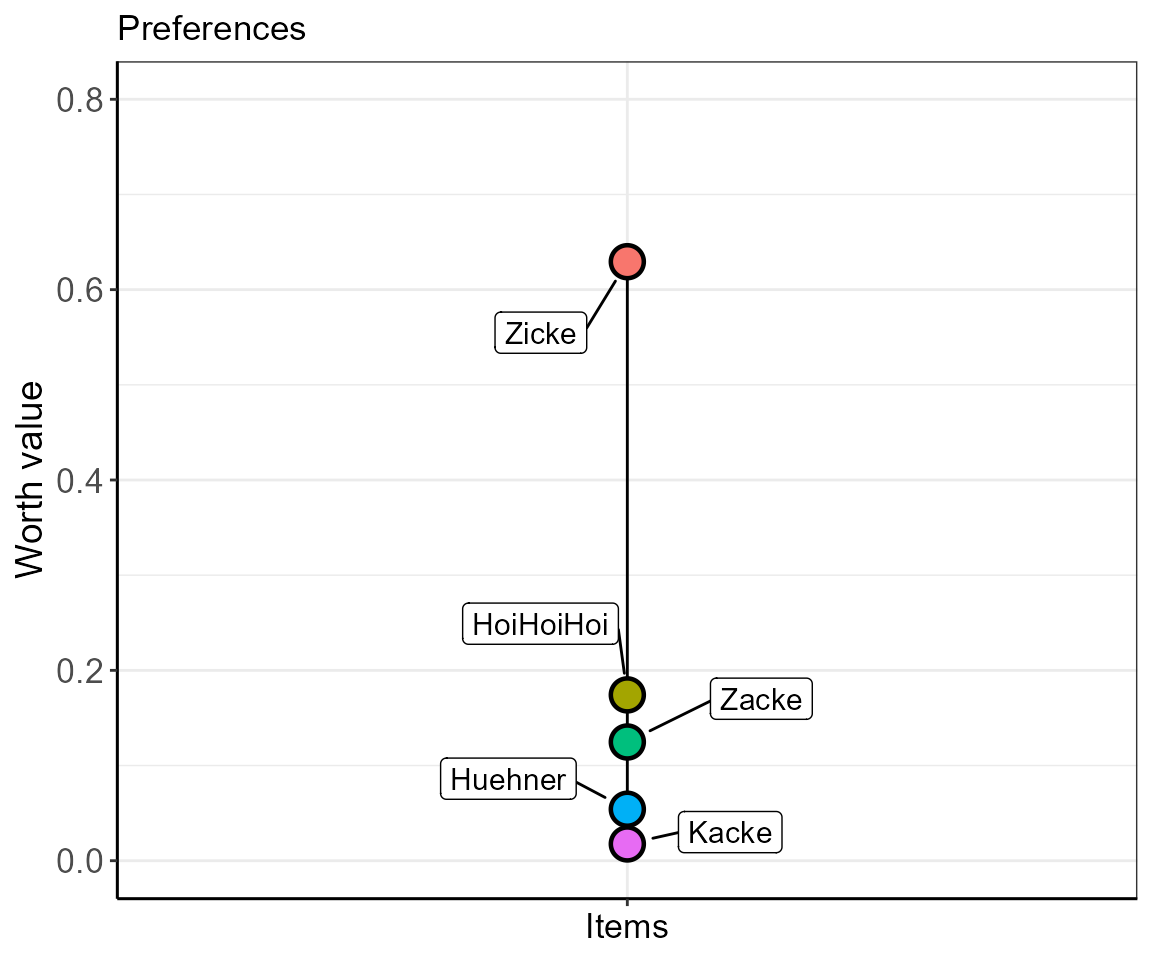 Preferences
0.8
0.6
Zicke
0.4
HoiHoiHoi
0.2
Zacke
Huehner
Kacke
0.0
Worth value
Items